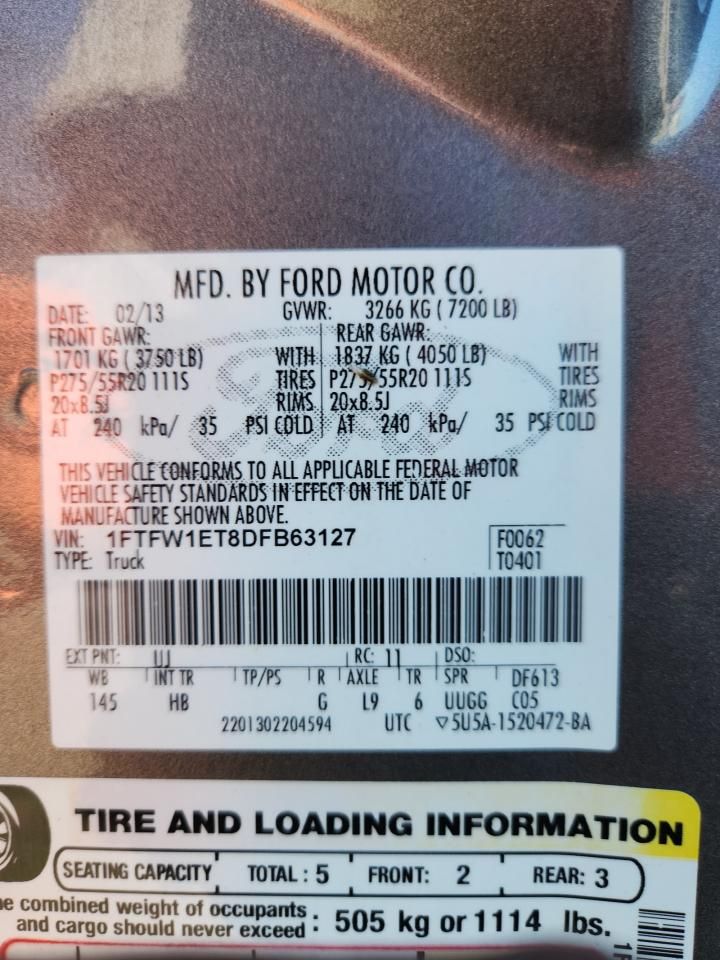 MFD. BY FORD MOTOR CO.
DATE: 02/13 GVWR: 3266 KG ( 7200 LB)
FRONT GAWR: REAR GAWR:
1701 KG ( 3750 LB) WITH 1837 KG ( 4050 LB) WITH
P275/55R20 111S TIRES P275/55R20 111S TIRES
20x8.5J RIMS 20x8.5J RIMS
AT 240 kPa/ 35 PSI COLD AT 240 kPa/ 35 PSI COLD
Ford
THIS VEHICLE CONFORMS TO ALL APPLICABLE FEDERAL MOTOR
VEHICLE SAFETY STANDARDS IN EFFECT ON THE DATE OF
MANUFACTURE SHOWN ABOVE.
VIN: 1FTFW1ET8DFB63127 F0062
TYPE: Truck T0401
EXT PNT: UJ RC: 11 DSO:
WB INT TR TP/PS R AXLE TR SPR DF613
145 HB G L9 6 UUGG C05
2201302204594 UTC ▽5U5A-1520472-BA
TIRE AND LOADING INFORMATION
SEATING CAPACITY TOTAL : 5 FRONT: 2 REAR: 3
combined weight of occupants
and cargo should never exceed : 505 kg or 1114 lbs.